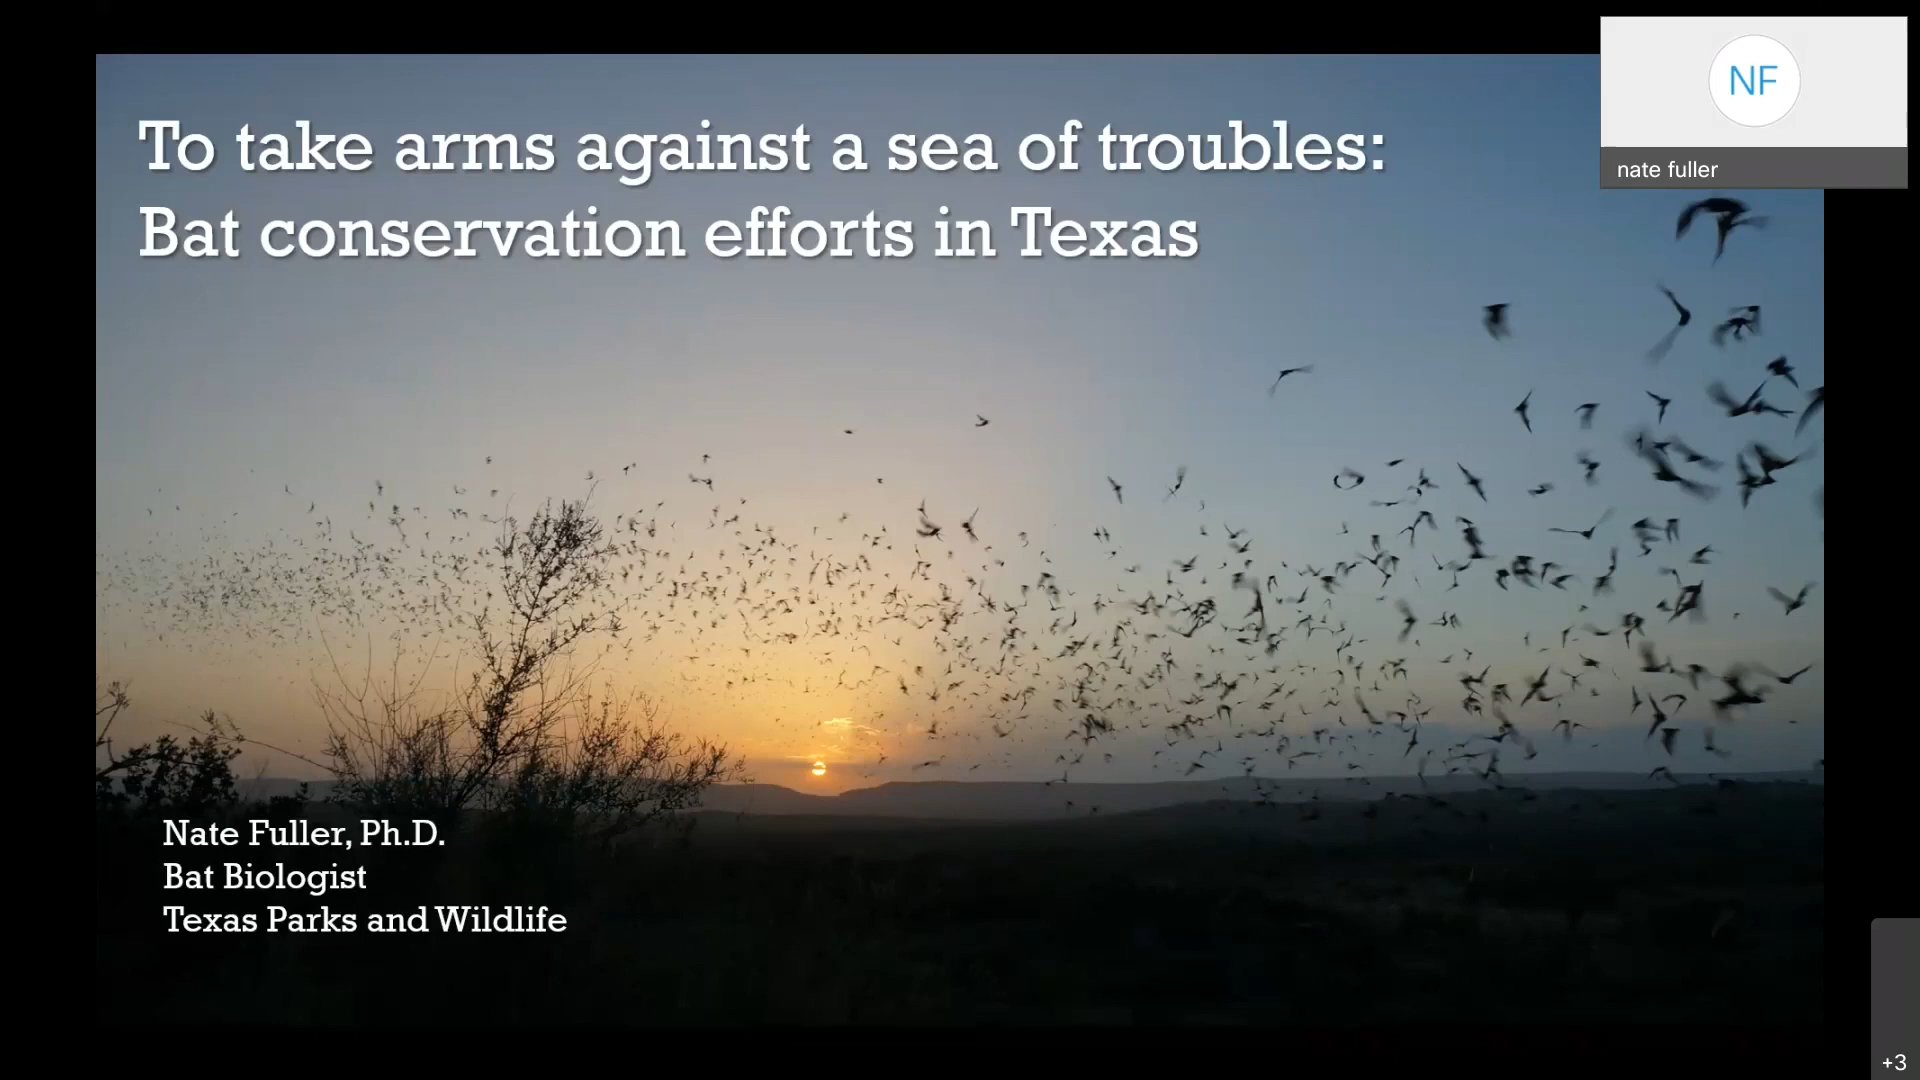 To take arms against a sea of troubles:
Bat conservation efforts in Texas
NF
nate fuller
Nate Fuller, Ph.D.
Bat Biologist
Texas Parks and Wildlife
+3